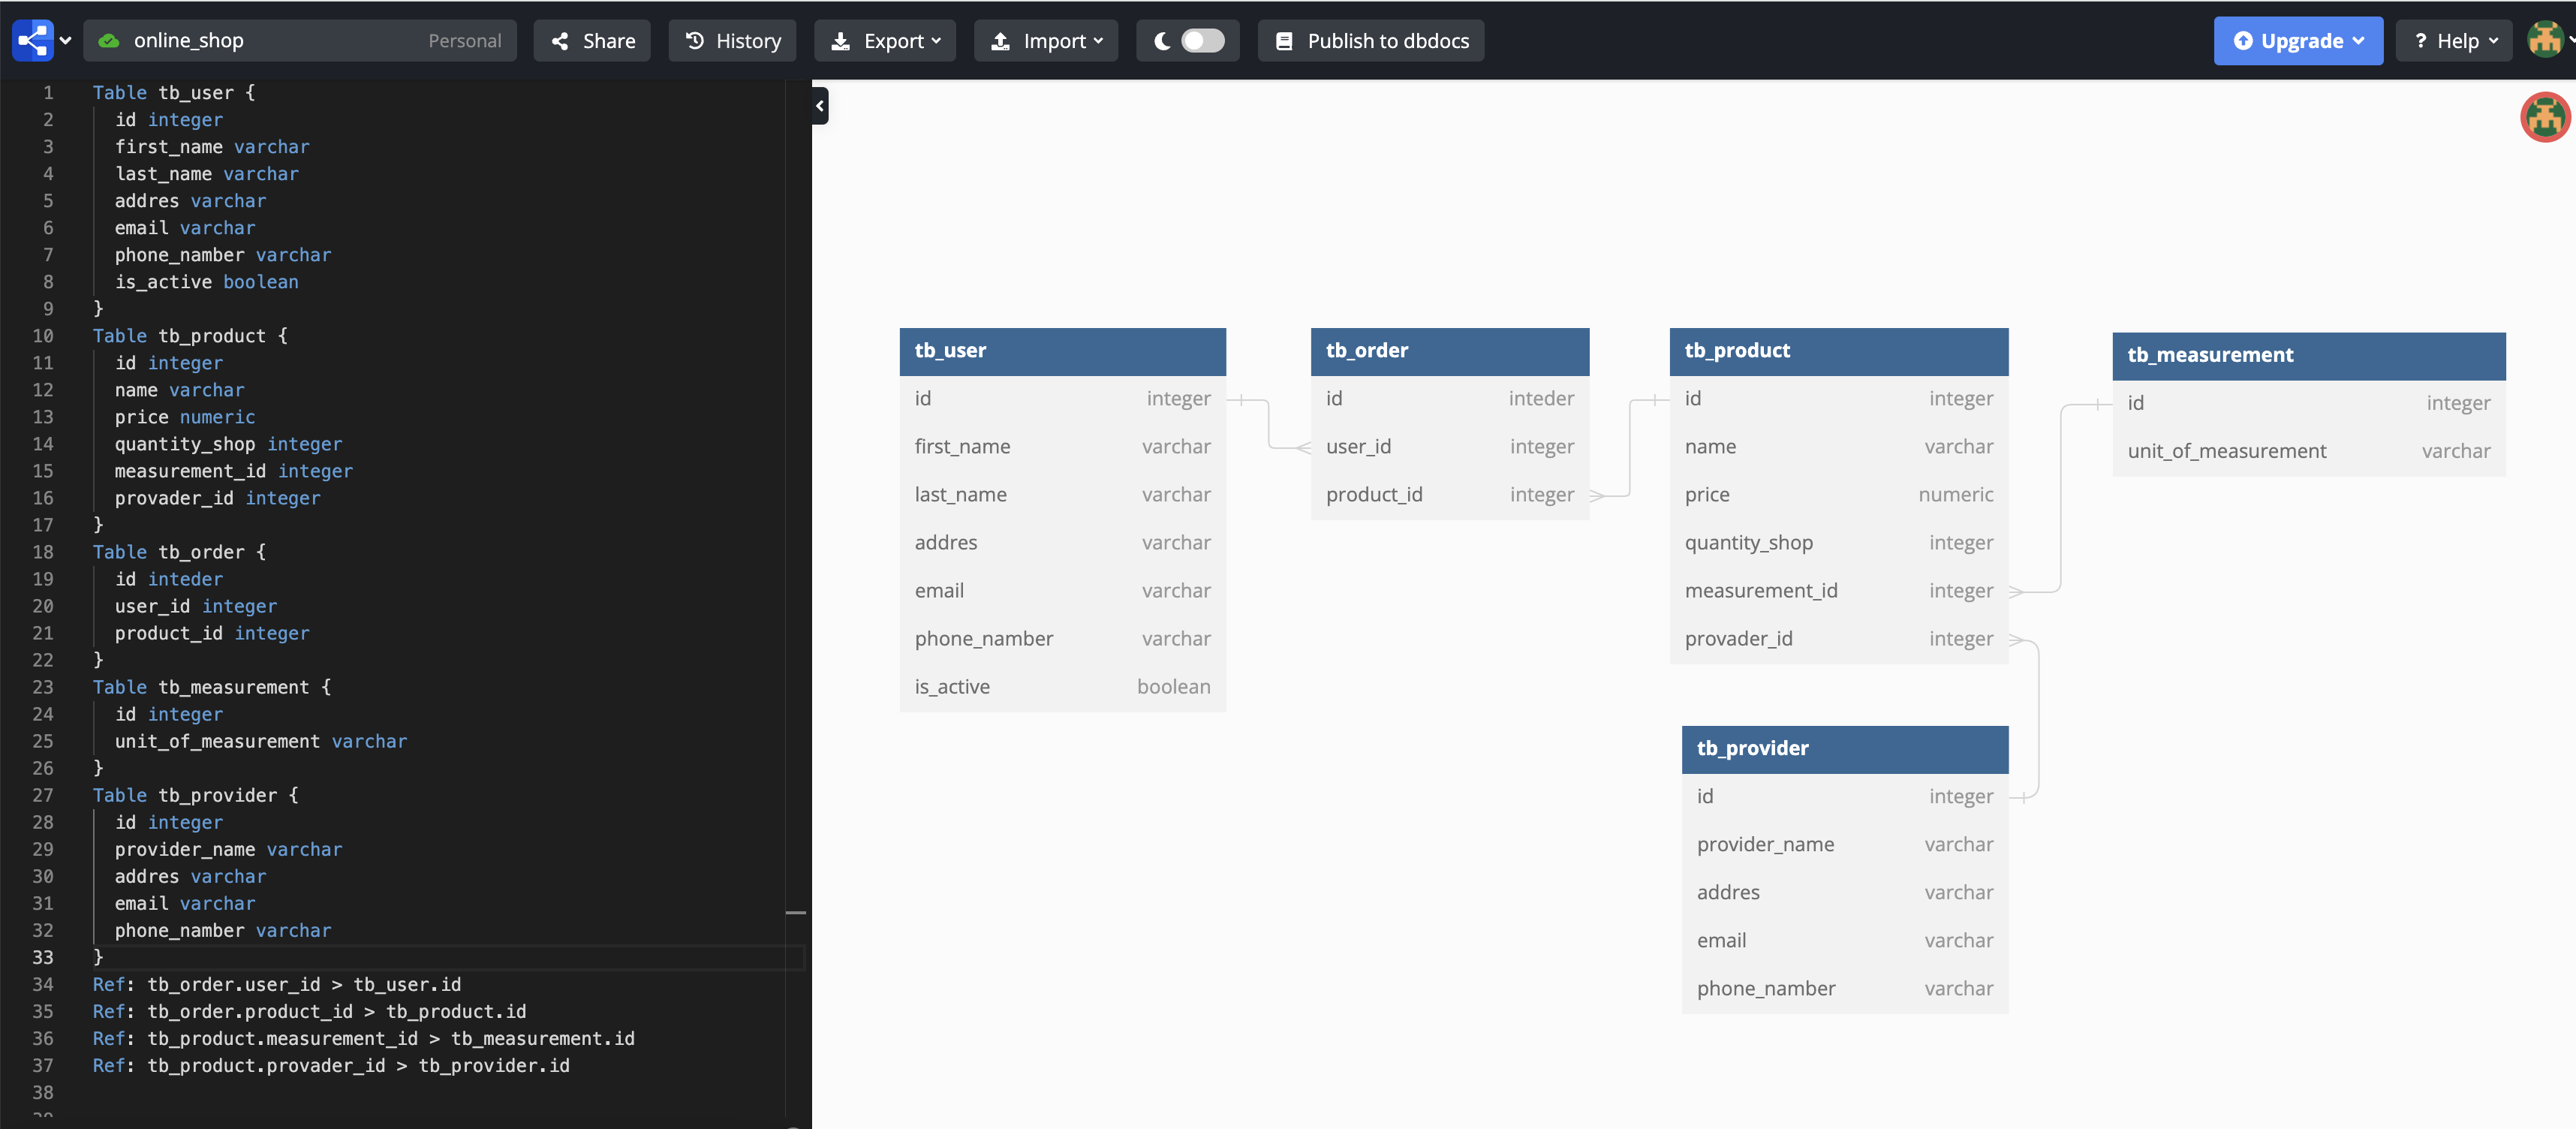 online_shop Personal Share History Export Import Publish to dbdocs Upgrade ? Help
1 Table tb_user {
2 id integer
3 first_name varchar
4 last_name varchar
5 addres varchar
6 email varchar
7 phone_namber varchar
8 is_active boolean
9 }
10 Table tb_product {
11 id integer
12 name varchar
13 price numeric
14 quantity_shop integer
15 measurement_id integer
16 provader_id integer
17 }
18 Table tb_order {
19 id inteder
20 user_id integer
21 product_id integer
22 }
23 Table tb_measurement {
24 id integer
25 unit_of_measurement varchar
26 }
27 Table tb_provider {
28 id integer
29 provider_name varchar
30 addres varchar
31 email varchar
32 phone_namber varchar
33 }
34 Ref: tb_order.user_id > tb_user.id
35 Ref: tb_order.product_id > tb_product.id
36 Ref: tb_product.measurement_id > tb_measurement.id
37 Ref: tb_product.provader_id > tb_provider.id
38
tb_user
id integer
first_name varchar
last_name varchar
addres varchar
email varchar
phone_namber varchar
is_active boolean
tb_order
id inteder
user_id integer
product_id integer
tb_product
id integer
name varchar
price numeric
quantity_shop integer
measurement_id integer
provader_id integer
tb_measurement
id integer
unit_of_measurement varchar
tb_provider
id integer
provider_name varchar
addres varchar
email varchar
phone_namber varchar